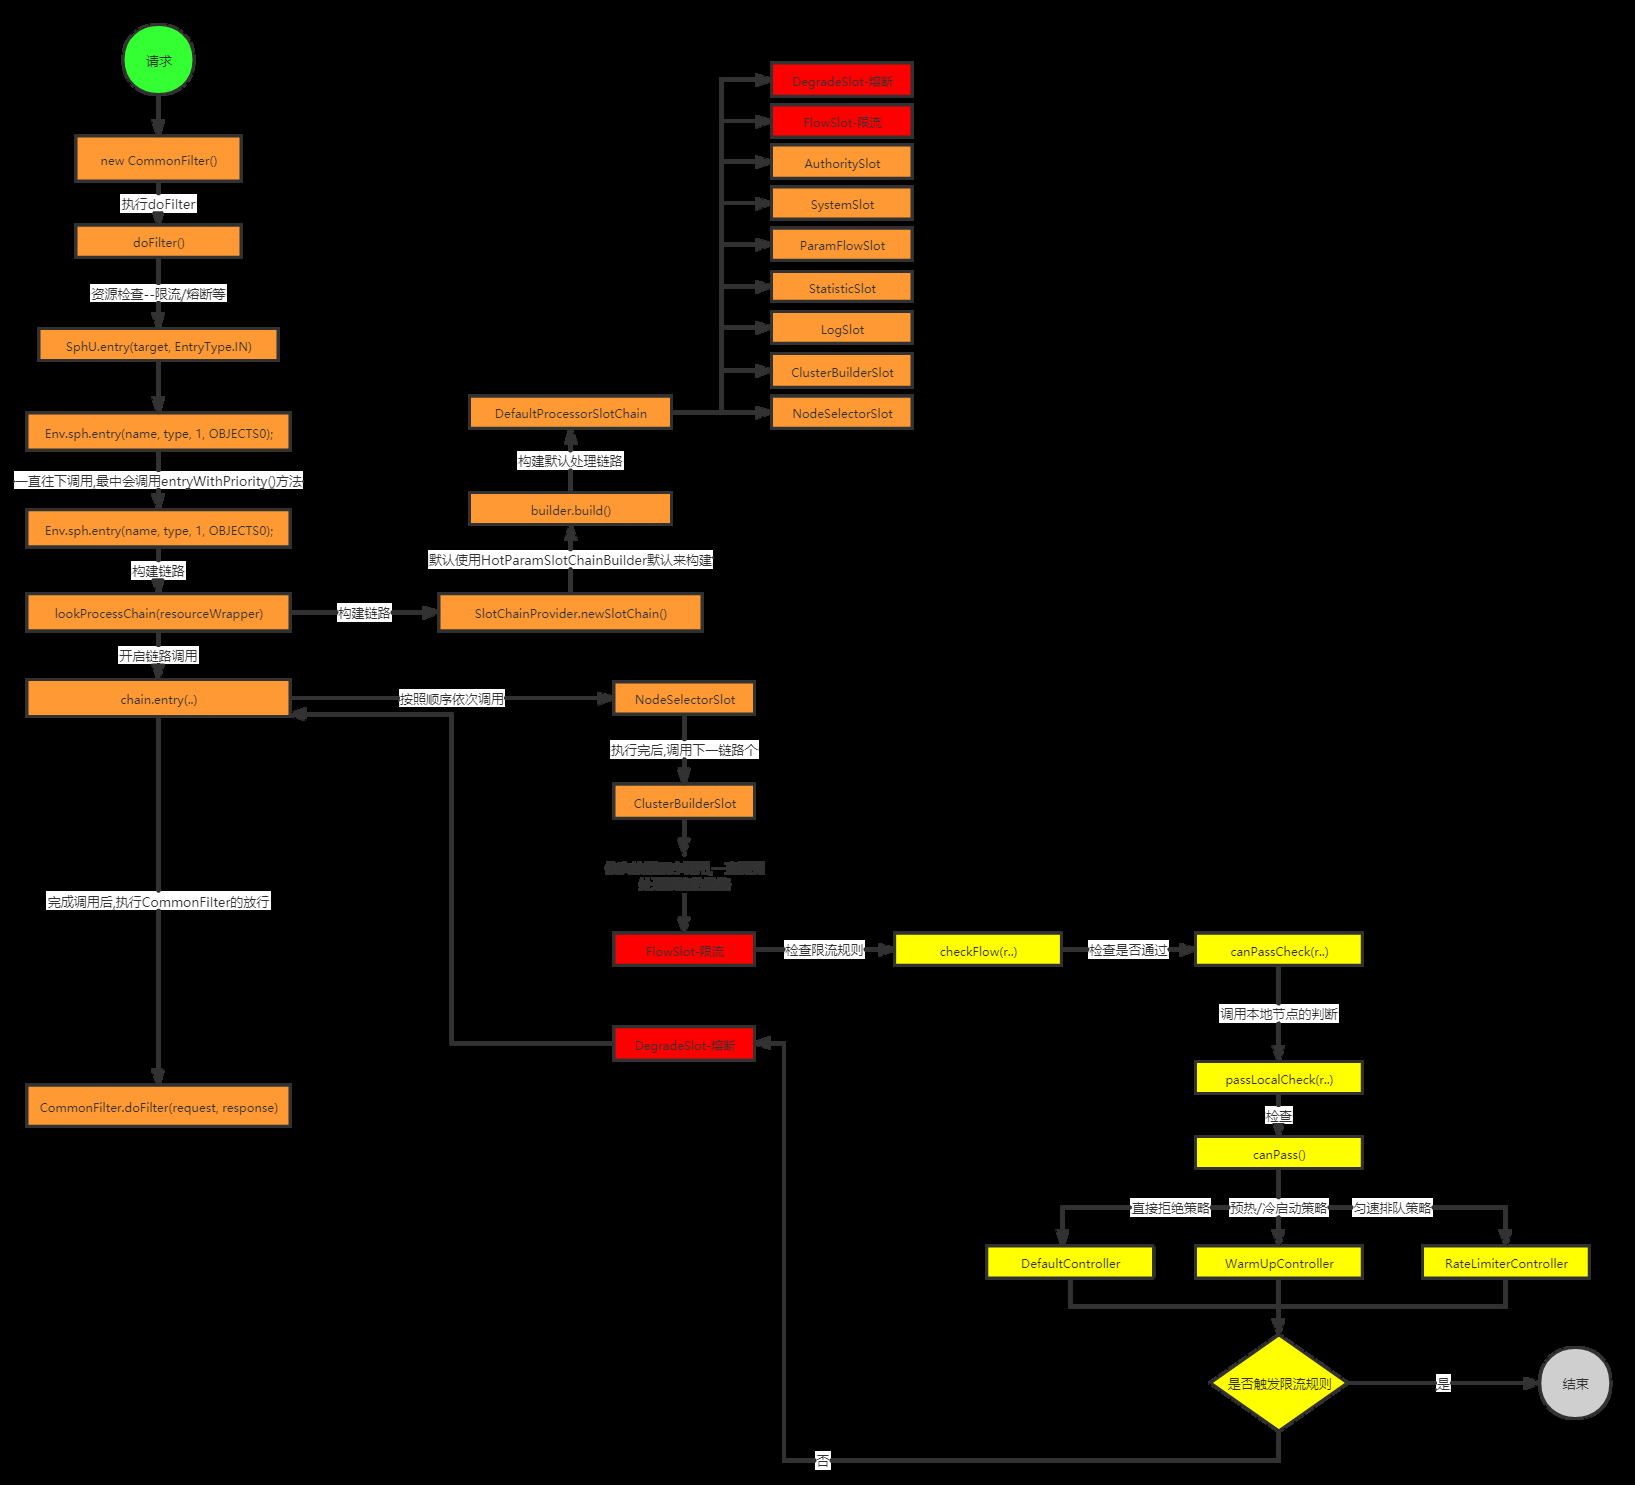 请求
new CommonFilter()
执行doFilter
doFilter()
资源检查--限流/熔断等
SphU.entry(target, EntryType.IN)
Env.sph.entry(name, type, 1, OBJECTS0);
一直往下调用,最中会调用entryWithPriority()方法
Env.sph.entry(name, type, 1, OBJECTS0);
构建链路
lookProcessChain(resourceWrapper)
构建链路
SlotChainProvider.newSlotChain()
默认使用HotParamSlotChainBuilder默认来构建
builder.build()
构建默认处理链路
DefaultProcessorSlotChain
DegradeSlot-熔断
FlowSlot-限流
AuthoritySlot
SystemSlot
ParamFlowSlot
StatisticSlot
LogSlot
ClusterBuilderSlot
NodeSelectorSlot
开启链路调用
chain.entry(..)
按照顺序依次调用
NodeSelectorSlot
执行完后,调用下一链路个
ClusterBuilderSlot
FlowSlot-限流
检查限流规则
checkFlow(r..)
检查是否通过
canPassCheck(r..)
调用本地节点的判断
passLocalCheck(r..)
检查
canPass()
直接拒绝策略
预热/冷启动策略
匀速排队策略
DefaultController
WarmUpController
RateLimiterController
是否触发限流规则
是
结束
否
DegradeSlot-熔断
完成调用后,执行CommonFilter的放行
CommonFilter.doFilter(request, response)